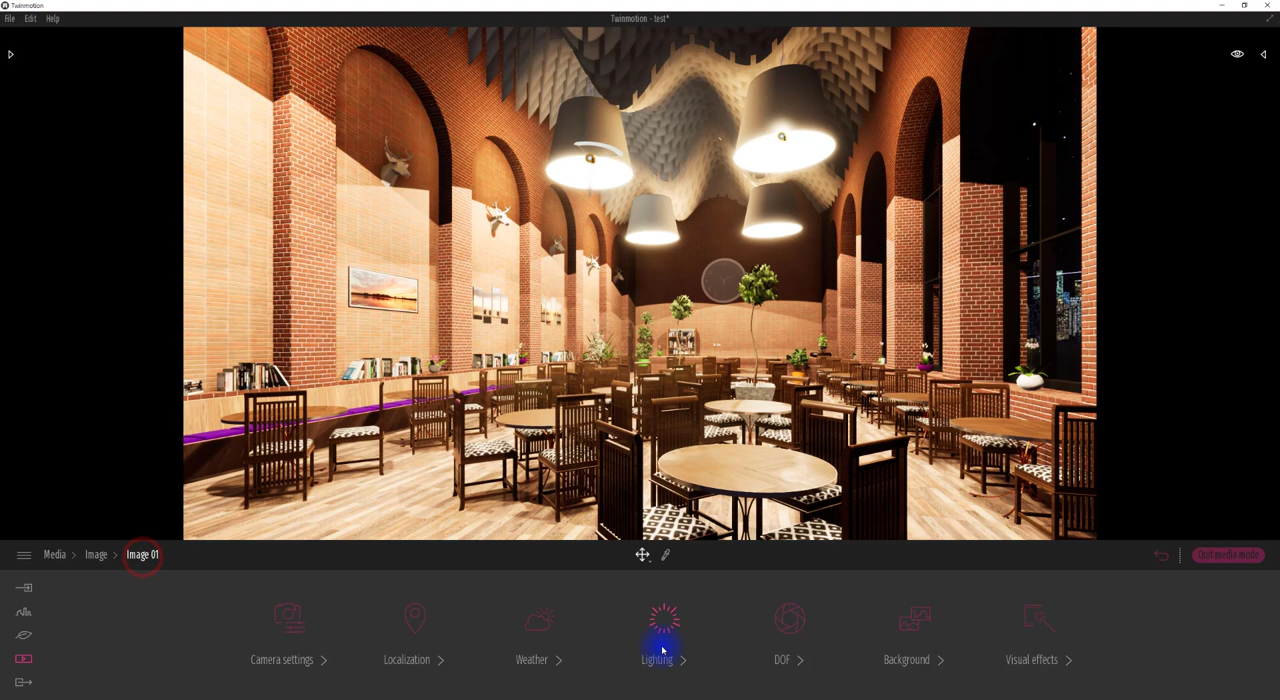 Twinmotion
File Edit Help
Twinmotion - test*
Media > Image > Image 01
Quit media mode
Camera settings
Localization
Weather
Lighting
DOF
Background
Visual effects